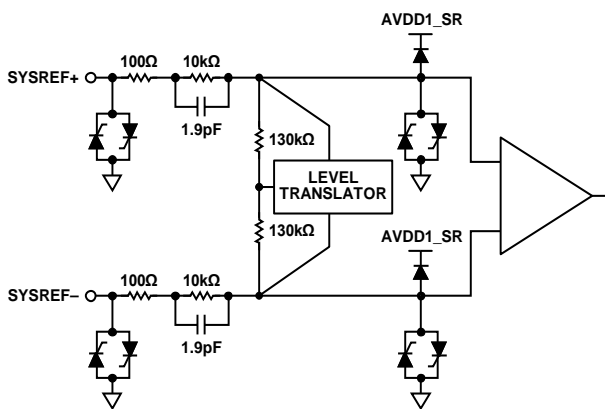 AVDD1_SR
100Ω 10kΩ
SYSREF+
1.9pF
130kΩ
LEVEL
TRANSLATOR
130kΩ
AVDD1_SR
100Ω 10kΩ
SYSREF–
1.9pF